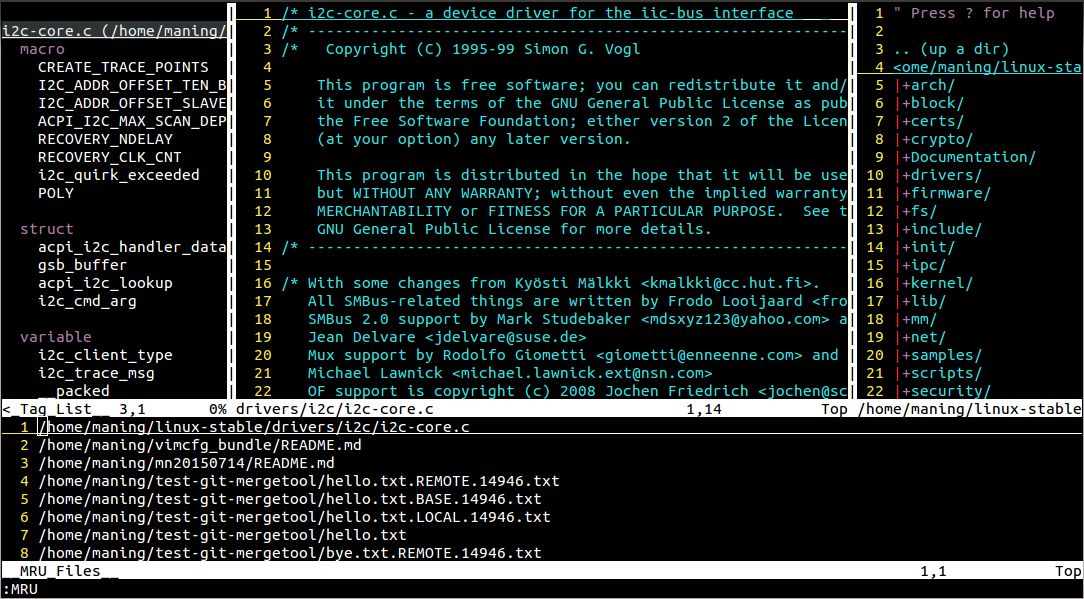 i2c-core.c (/home/maning/
macro
CREATE_TRACE_POINTS
I2C_ADDR_OFFSET_TEN_B
I2C_ADDR_OFFSET_SLAVE
ACPI_I2C_MAX_SCAN_DEP
RECOVERY_NDELAY
RECOVERY_CLK_CNT
i2c_quirk_exceeded
POLY
struct
acpi_i2c_handler_data
gsb_buffer
acpi_i2c_lookup
i2c_cmd_arg
variable
i2c_client_type
i2c_trace_msg
__packed
<_Tag_List__ 3,1 0%
1 /* i2c-core.c - a device driver for the iic-bus interface
2 /* ------------------------------------------------------------
3 /*   Copyright (C) 1995-99 Simon G. Vogl
4
5     This program is free software; you can redistribute it and/
6     it under the terms of the GNU General Public License as pub
7     the Free Software Foundation; either version 2 of the Licen
8     (at your option) any later version.
9
10     This program is distributed in the hope that it will be use
11     but WITHOUT ANY WARRANTY; without even the implied warranty
12     MERCHANTABILITY or FITNESS FOR A PARTICULAR PURPOSE.  See t
13     GNU General Public License for more details.
14 /* ------------------------------------------------------------
15
16 /* With some changes from Kyösti Mälkki <kmalkki@cc.hut.fi>.
17    All SMBus-related things are written by Frodo Looijaard <fro
18    SMBus 2.0 support by Mark Studebaker <mdsxyz123@yahoo.com> a
19    Jean Delvare <jdelvare@suse.de>
20    Mux support by Rodolfo Giometti <giometti@enneenne.com> and
21    Michael Lawnick <michael.lawnick.ext@nsn.com>
22    OF support is copyright (c) 2008 Jochen Friedrich <jochen@sc
drivers/i2c/i2c-core.c 1,14 Top
1 " Press ? for help
2
3 .. (up a dir)
4 <ome/maning/linux-sta
5 |+arch/
6 |+block/
7 |+certs/
8 |+crypto/
9 |+Documentation/
10 |+drivers/
11 |+firmware/
12 |+fs/
13 |+include/
14 |+init/
15 |+ipc/
16 |+kernel/
17 |+lib/
18 |+mm/
19 |+net/
20 |+samples/
21 |+scripts/
22 |+security/
/home/maning/linux-stable
1 /home/maning/linux-stable/drivers/i2c/i2c-core.c
2 /home/maning/vimcfg_bundle/README.md
3 /home/maning/mn20150714/README.md
4 /home/maning/test-git-mergetool/hello.txt.REMOTE.14946.txt
5 /home/maning/test-git-mergetool/hello.txt.BASE.14946.txt
6 /home/maning/test-git-mergetool/hello.txt.LOCAL.14946.txt
7 /home/maning/test-git-mergetool/hello.txt
8 /home/maning/test-git-mergetool/bye.txt.REMOTE.14946.txt
__MRU_Files__ 1,1 Top
:MRU